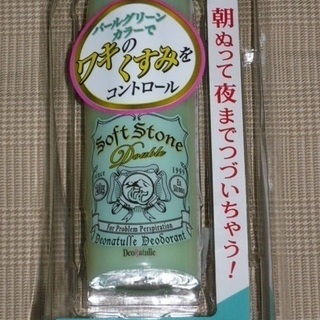 パールグリーン
カラーで
ワキの
くすみを
コントロール
朝ぬって夜までつづいちゃう!
Soft Stone
Double
Since
1993
For Problem Perspiration
Deonatulle Deodorant
Deonatulle